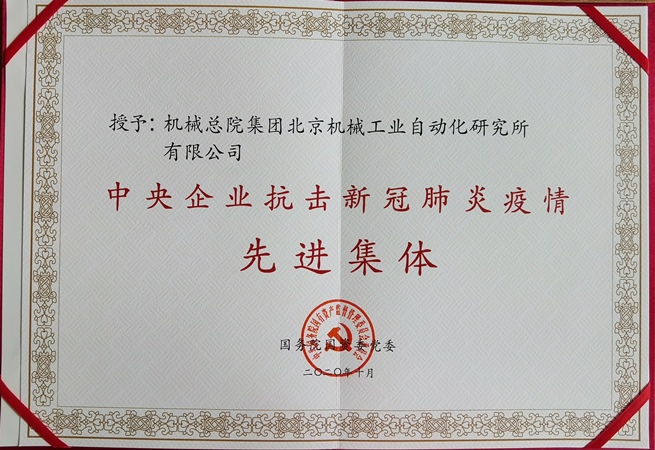 授予：机械总院集团北京机械工业自动化研究所
有限公司
中央企业抗击新冠肺炎疫情
先进集体
国务院国资委党委
二〇二〇年十月